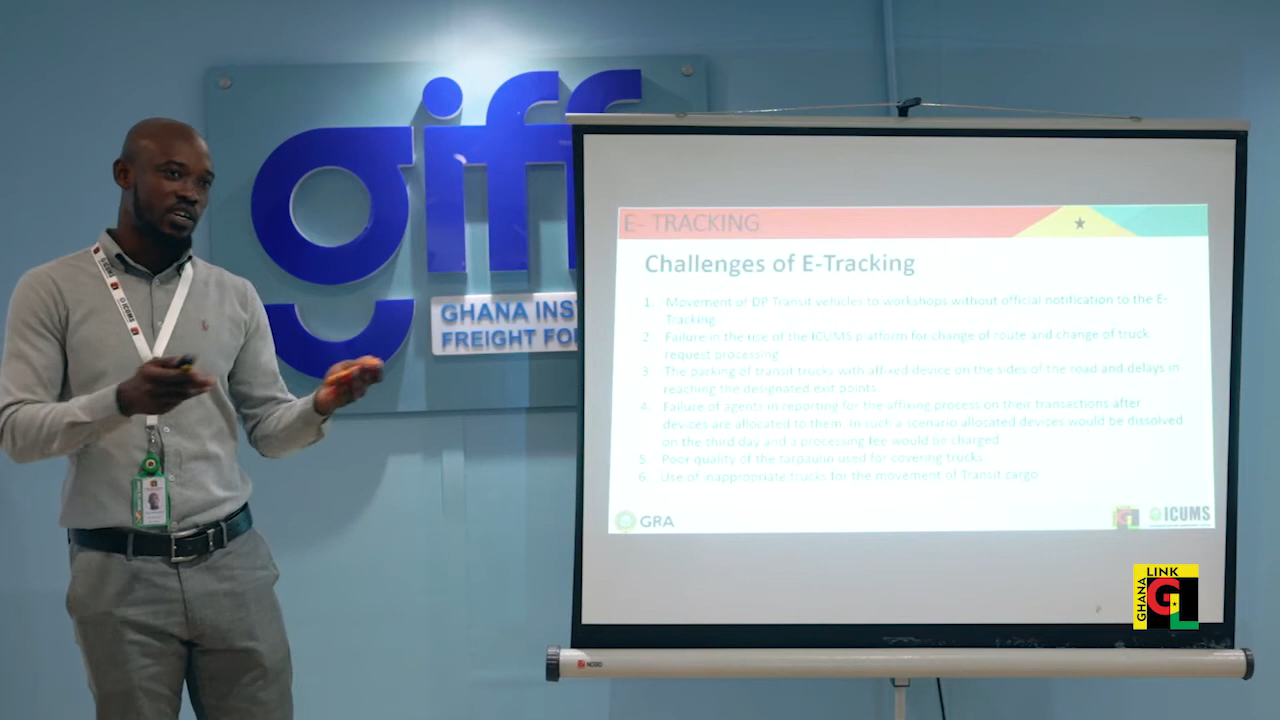 giff
GHANA INS
FREIGHT FO
E- TRACKING
Challenges of E-Tracking
1. Movement of DP Transit vehicles to workshops without official notification to the E-
Tracking.
2. Failure in the use of the ICUMS platform for change of route and change of truck
request processing
3. The parking of transit trucks with affixed device on the sides of the road and delays in
reaching the designated exit points.
4. Failure of agents in reporting for the affixing process on their transactions after
devices are allocated to them. In such a scenario allocated devices would be dissolved
on the third day and a processing fee would be charged.
5. Poor quality of the tarpaulin used for covering trucks.
6. Use of inappropriate trucks for the movement of Transit cargo
GRA
ICUMS
GHANA LINK
GL
NOBO
ICUMS